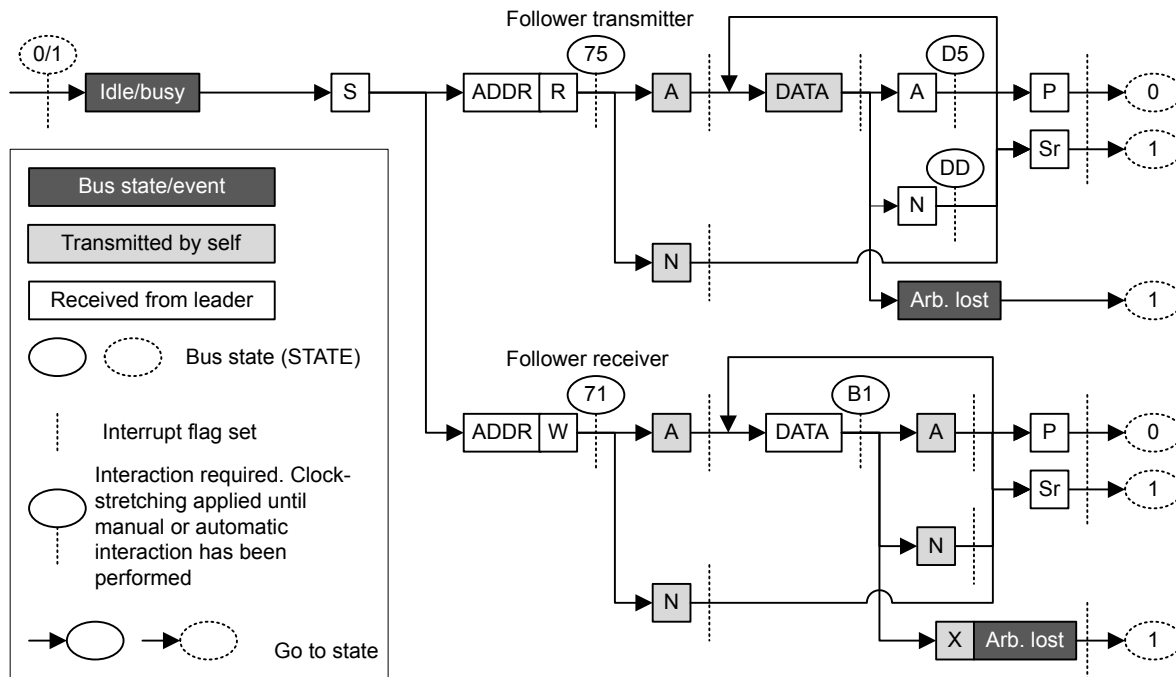 Follower transmitter
0/1
75
D5
Idle/busy
S
ADDR R
A
DATA
A
P
0
Sr
1
DD
N
N
Arb. lost
1
Bus state/event
Transmitted by self
Received from leader
Bus state (STATE)
Interrupt flag set
Interaction required. Clock-
stretching applied until
manual or automatic
interaction has been
performed
Go to state
Follower receiver
71
B1
ADDR W
A
DATA
A
P
0
Sr
1
N
N
X Arb. lost
1